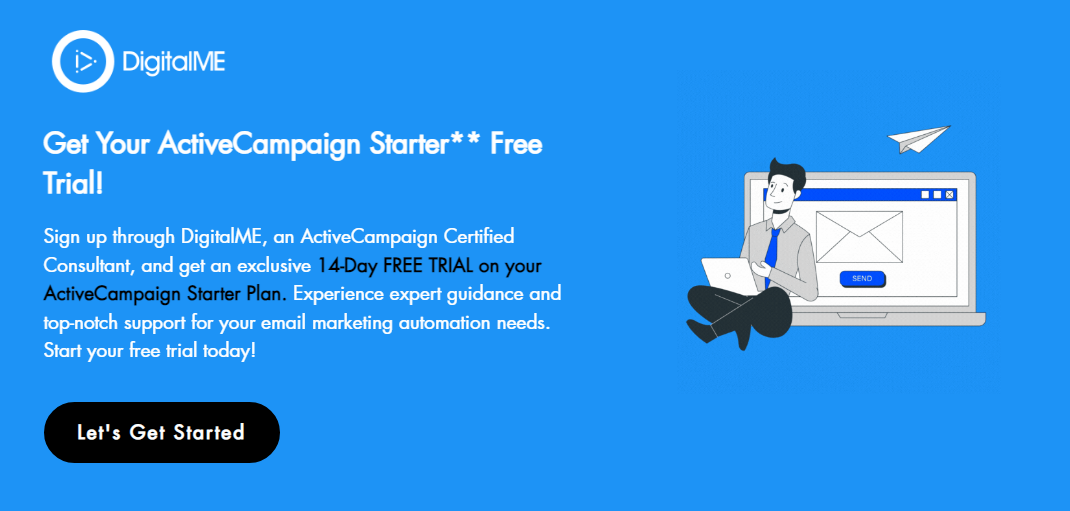 DigitalME
Get Your ActiveCampaign Starter** Free
Trial!
Sign up through DigitalME, an ActiveCampaign Certified
Consultant, and get an exclusive 14-Day FREE TRIAL on your
ActiveCampaign Starter Plan. Experience expert guidance and
top-notch support for your email marketing automation needs.
Start your free trial today!
SEND
Let's Get Started